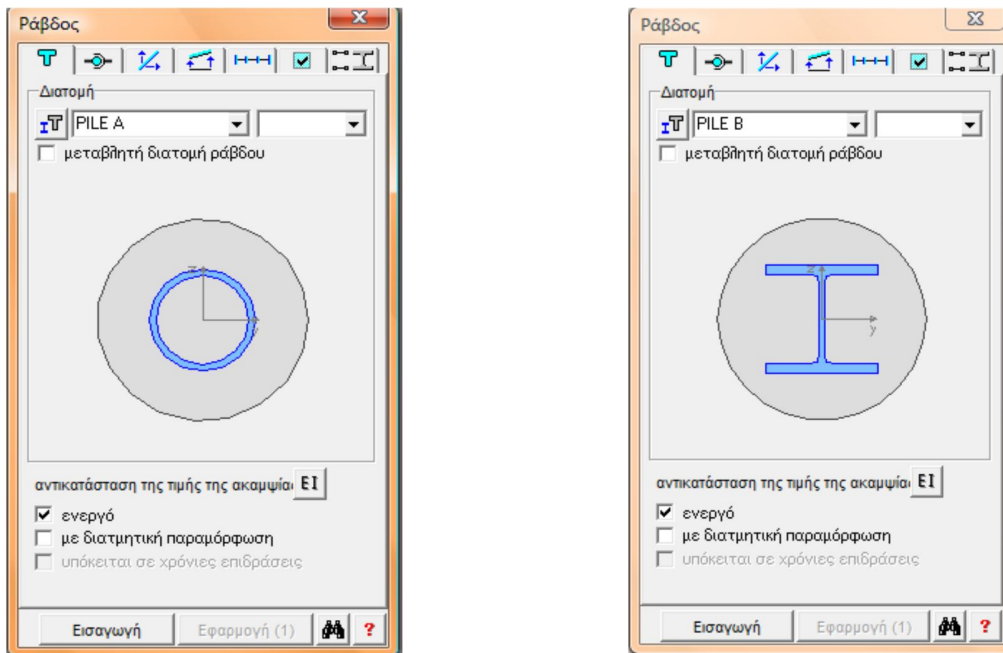 Ράβδος
Διατομή
PILE A
μεταβλητή διατομή ράβδου
z
y
αντικατάσταση της τιμής της ακαμψία EI
ενεργό
με διατμητική παραμόρφωση
υπόκειται σε χρόνιες επιδράσεις
Εισαγωγή Εφαρμογή (1) ?
Ράβδος
Διατομή
PILE B
μεταβλητή διατομή ράβδου
z
y
αντικατάσταση της τιμής της ακαμψίας EI
ενεργό
με διατμητική παραμόρφωση
υπόκειται σε χρόνιες επιδράσεις
Εισαγωγή Εφαρμογή (1) ?